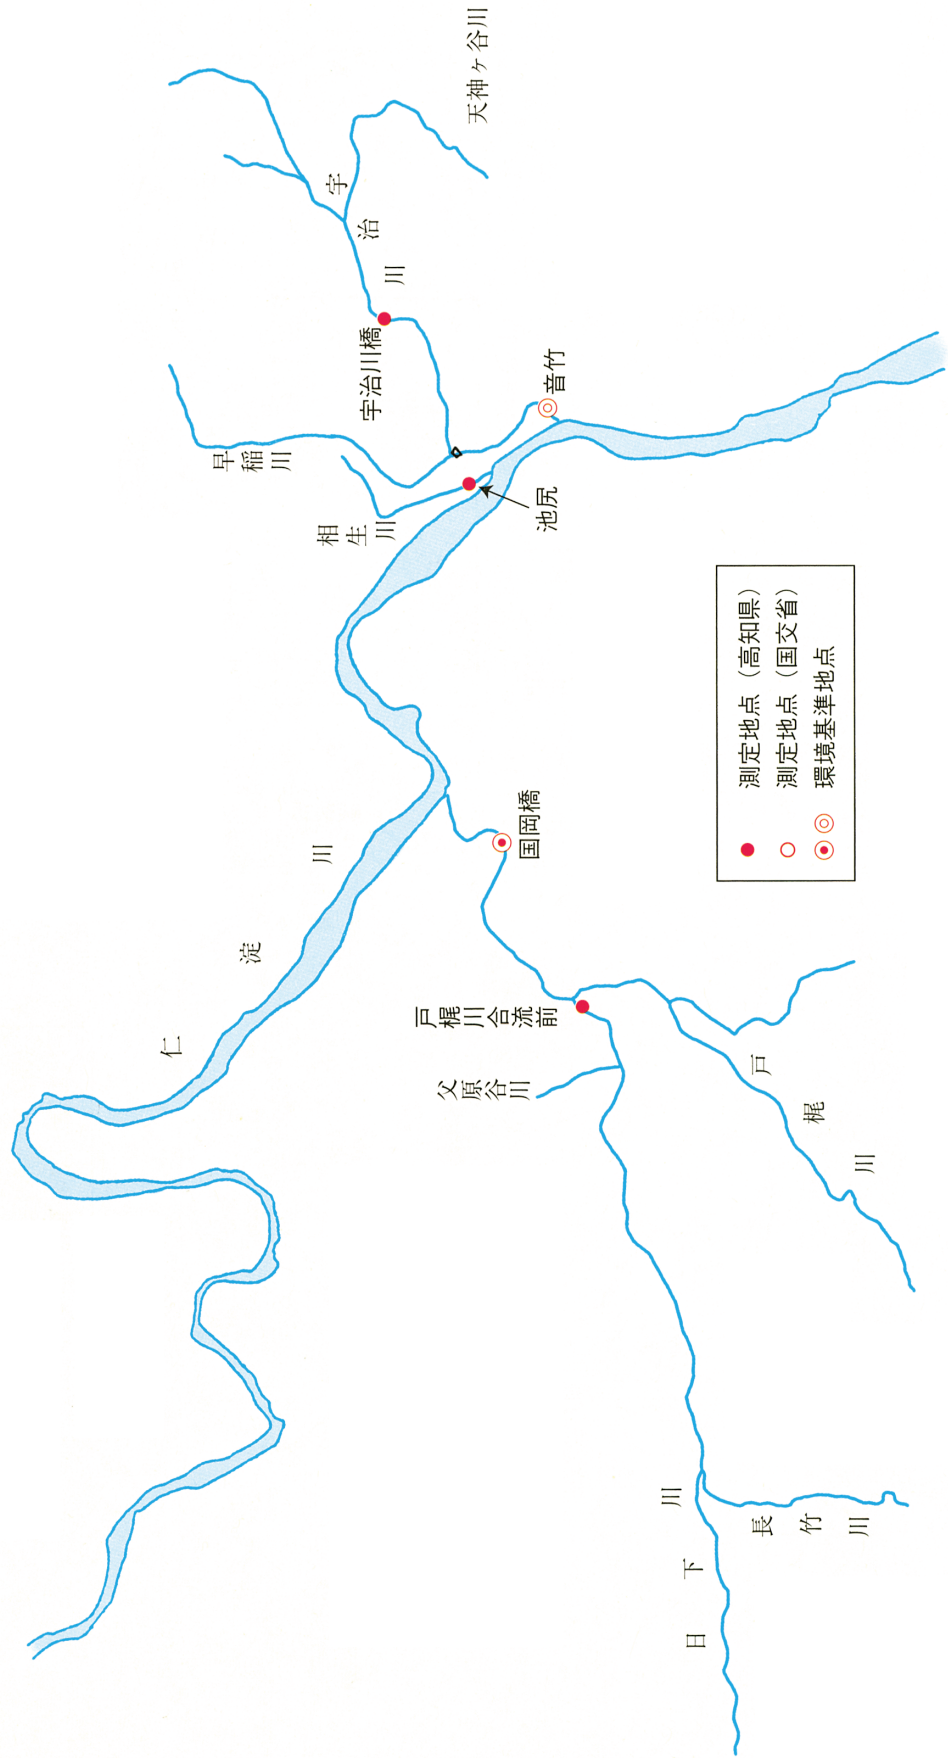 仁淀川
宇治川
天神ヶ谷川
宇治川橋
早稲川
相生川
音竹
池尻
国岡橋
戸梶川合流前
父原谷川
戸梶川
日下川
長竹川
測定地点（高知県）
測定地点（国交省）
環境基準地点